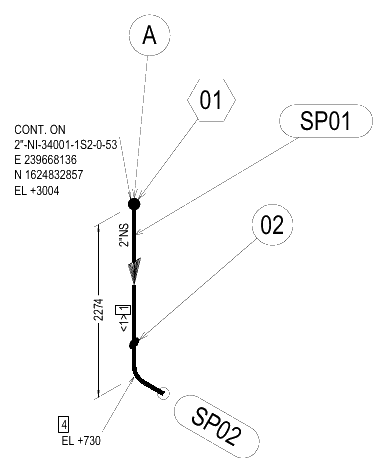 A
01
SP01
CONT. ON
2"-NI-34001-1S2-0-53
E 239668136
N 1624832857
EL +3004
2"NS
02
2274
<1> 1
SP02
4
EL +730